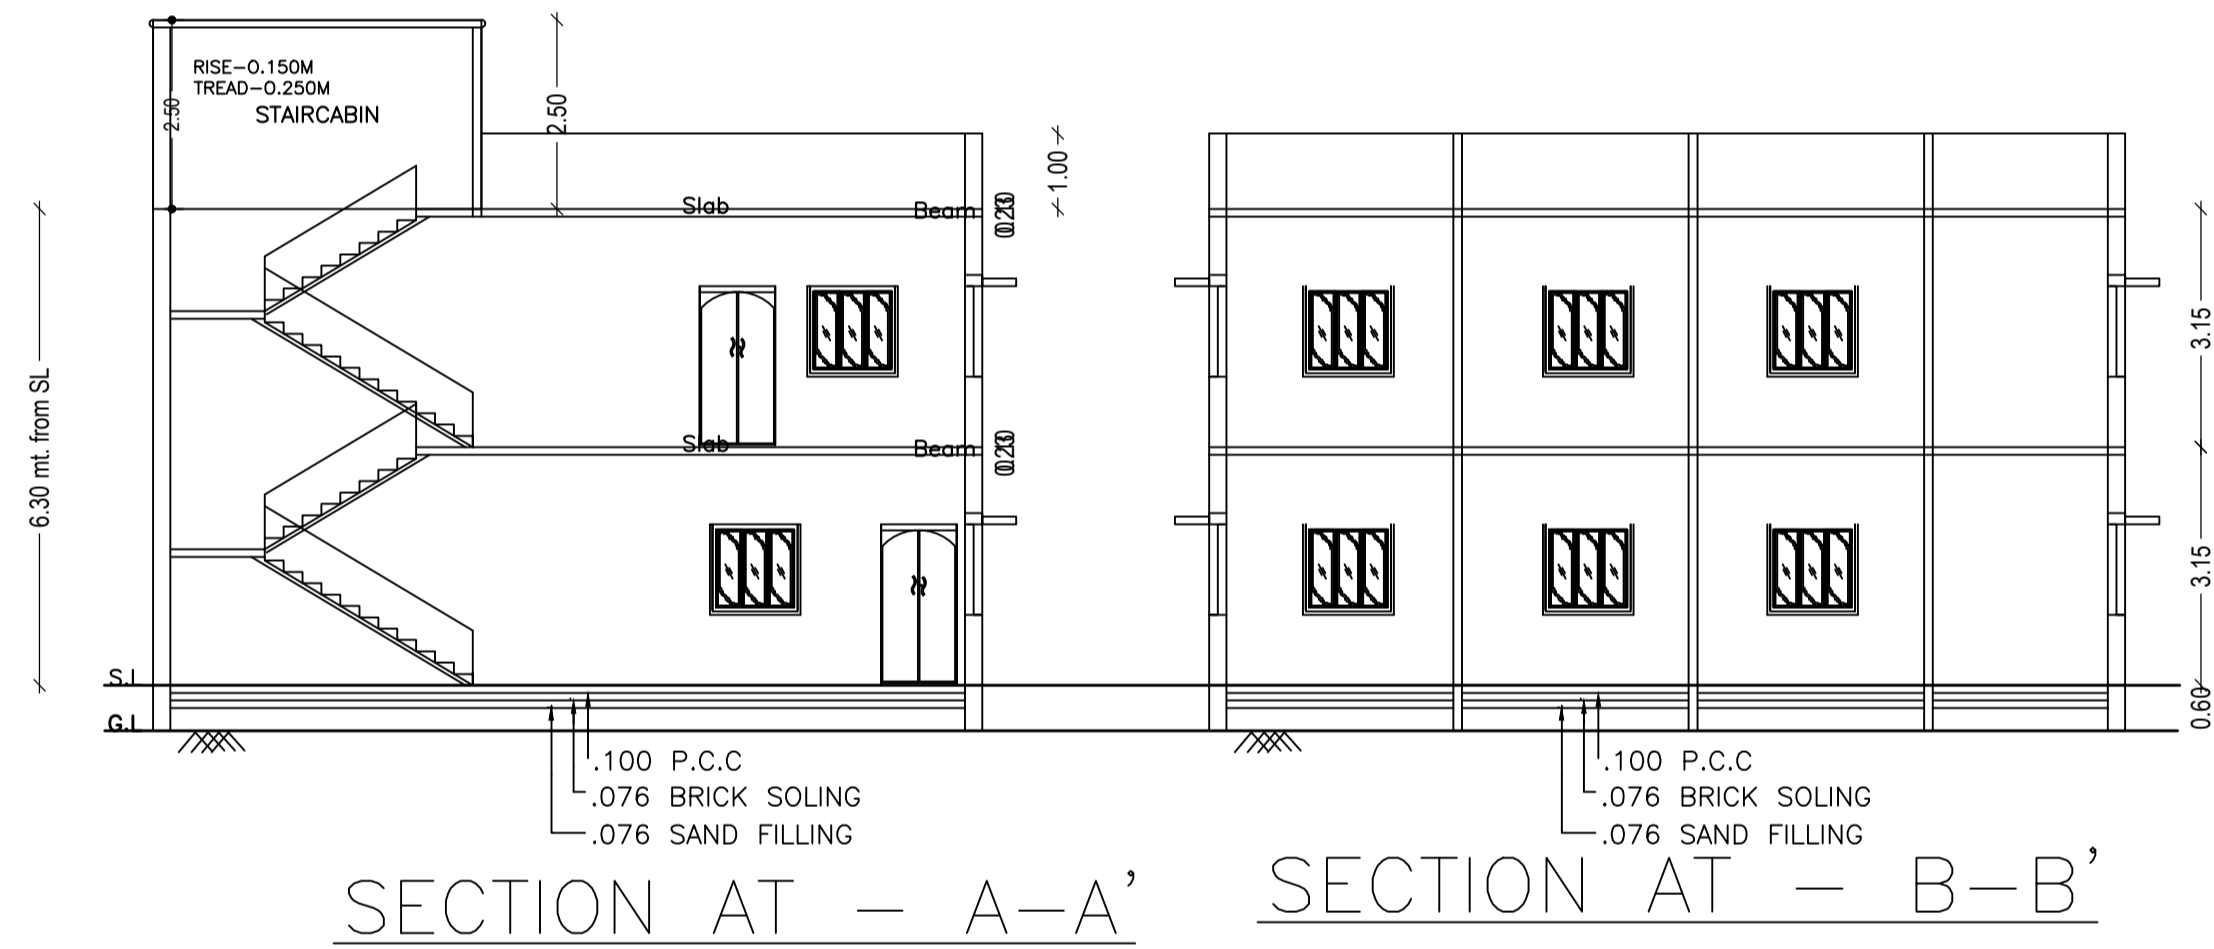 RISE-0.150M
TREAD-0.250M
STAIRCABIN
2.50
2.50
1.00
Slab
Beam
6.30 mt. from SL
3.15
Slab
Beam
3.15
S.L
G.L
0.60
.100 P.C.C
.076 BRICK SOLING
.076 SAND FILLING
.100 P.C.C
.076 BRICK SOLING
.076 SAND FILLING
SECTION AT - A-A'
SECTION AT - B-B'